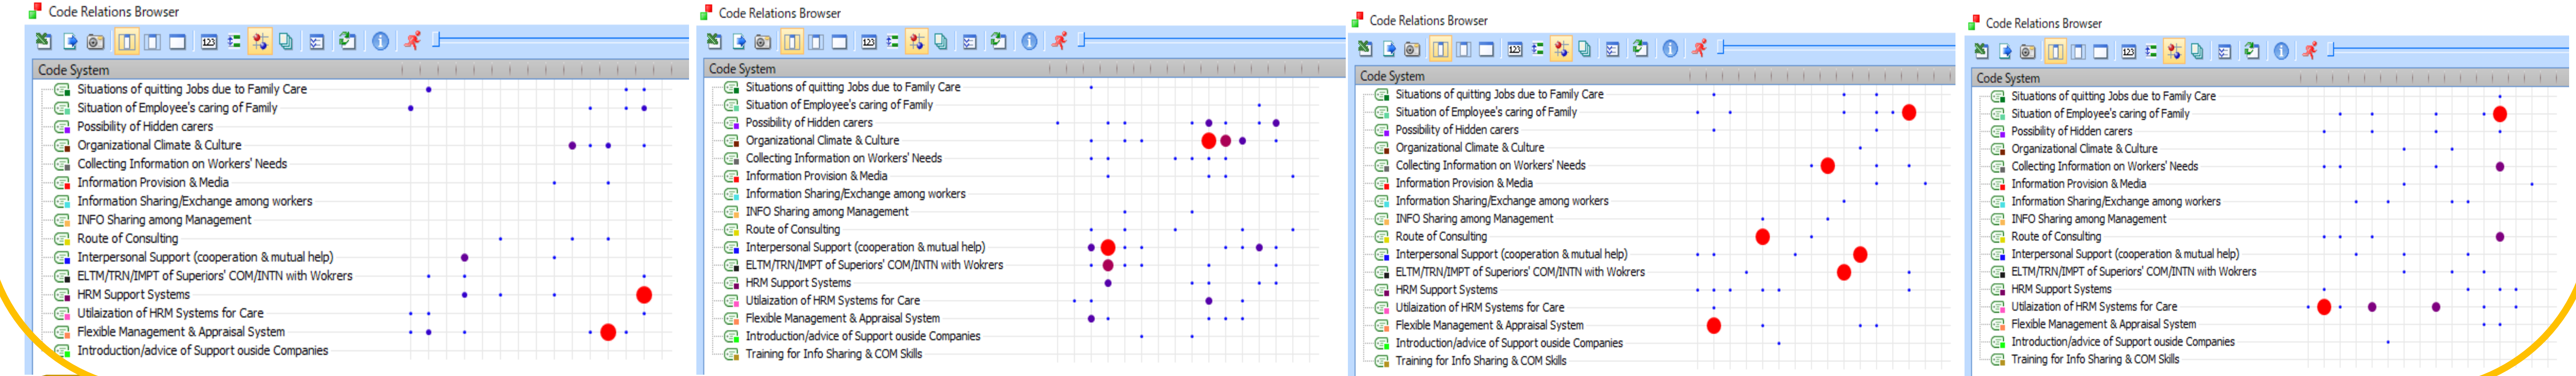 Code Relations Browser
123
Code System
Situations of quitting Jobs due to Family Care
Situation of Employee's caring of Family
Possibility of Hidden carers
Organizational Climate & Culture
Collecting Information on Workers' Needs
Information Provision & Media
Information Sharing/Exchange among workers
INFO Sharing among Management
Route of Consulting
Interpersonal Support (cooperation & mutual help)
ELTM/TRN/IMPT of Superiors' COM/INTN with Wokrers
HRM Support Systems
Utilaization of HRM Systems for Care
Flexible Management & Appraisal System
Introduction/advice of Support ouside Companies
Code Relations Browser
123
Code System
Situations of quitting Jobs due to Family Care
Situation of Employee's caring of Family
Possibility of Hidden carers
Organizational Climate & Culture
Collecting Information on Workers' Needs
Information Provision & Media
Information Sharing/Exchange among workers
INFO Sharing among Management
Route of Consulting
Interpersonal Support (cooperation & mutual help)
ELTM/TRN/IMPT of Superiors' COM/INTN with Wokrers
HRM Support Systems
Utilaization of HRM Systems for Care
Flexible Management & Appraisal System
Introduction/advice of Support ouside Companies
Training for Info Sharing & COM Skills
Code Relations Browser
123
Code System
Situations of quitting Jobs due to Family Care
Situation of Employee's caring of Family
Possibility of Hidden carers
Organizational Climate & Culture
Collecting Information on Workers' Needs
Information Provision & Media
Information Sharing/Exchange among workers
INFO Sharing among Management
Route of Consulting
Interpersonal Support (cooperation & mutual help)
ELTM/TRN/IMPT of Superiors' COM/INTN with Wokrers
HRM Support Systems
Utilaization of HRM Systems for Care
Flexible Management & Appraisal System
Introduction/advice of Support ouside Companies
Training for Info Sharing & COM Skills
Code Relations Browser
123
Code System
Situations of quitting Jobs due to Family Care
Situation of Employee's caring of Family
Possibility of Hidden carers
Organizational Climate & Culture
Collecting Information on Workers' Needs
Information Provision & Media
Information Sharing/Exchange among workers
INFO Sharing among Management
Route of Consulting
Interpersonal Support (cooperation & mutual help)
ELTM/TRN/IMPT of Superiors' COM/INTN with Wokrers
HRM Support Systems
Utilaization of HRM Systems for Care
Flexible Management & Appraisal System
Introduction/advice of Support ouside Companies
Training for Info Sharing & COM Skills